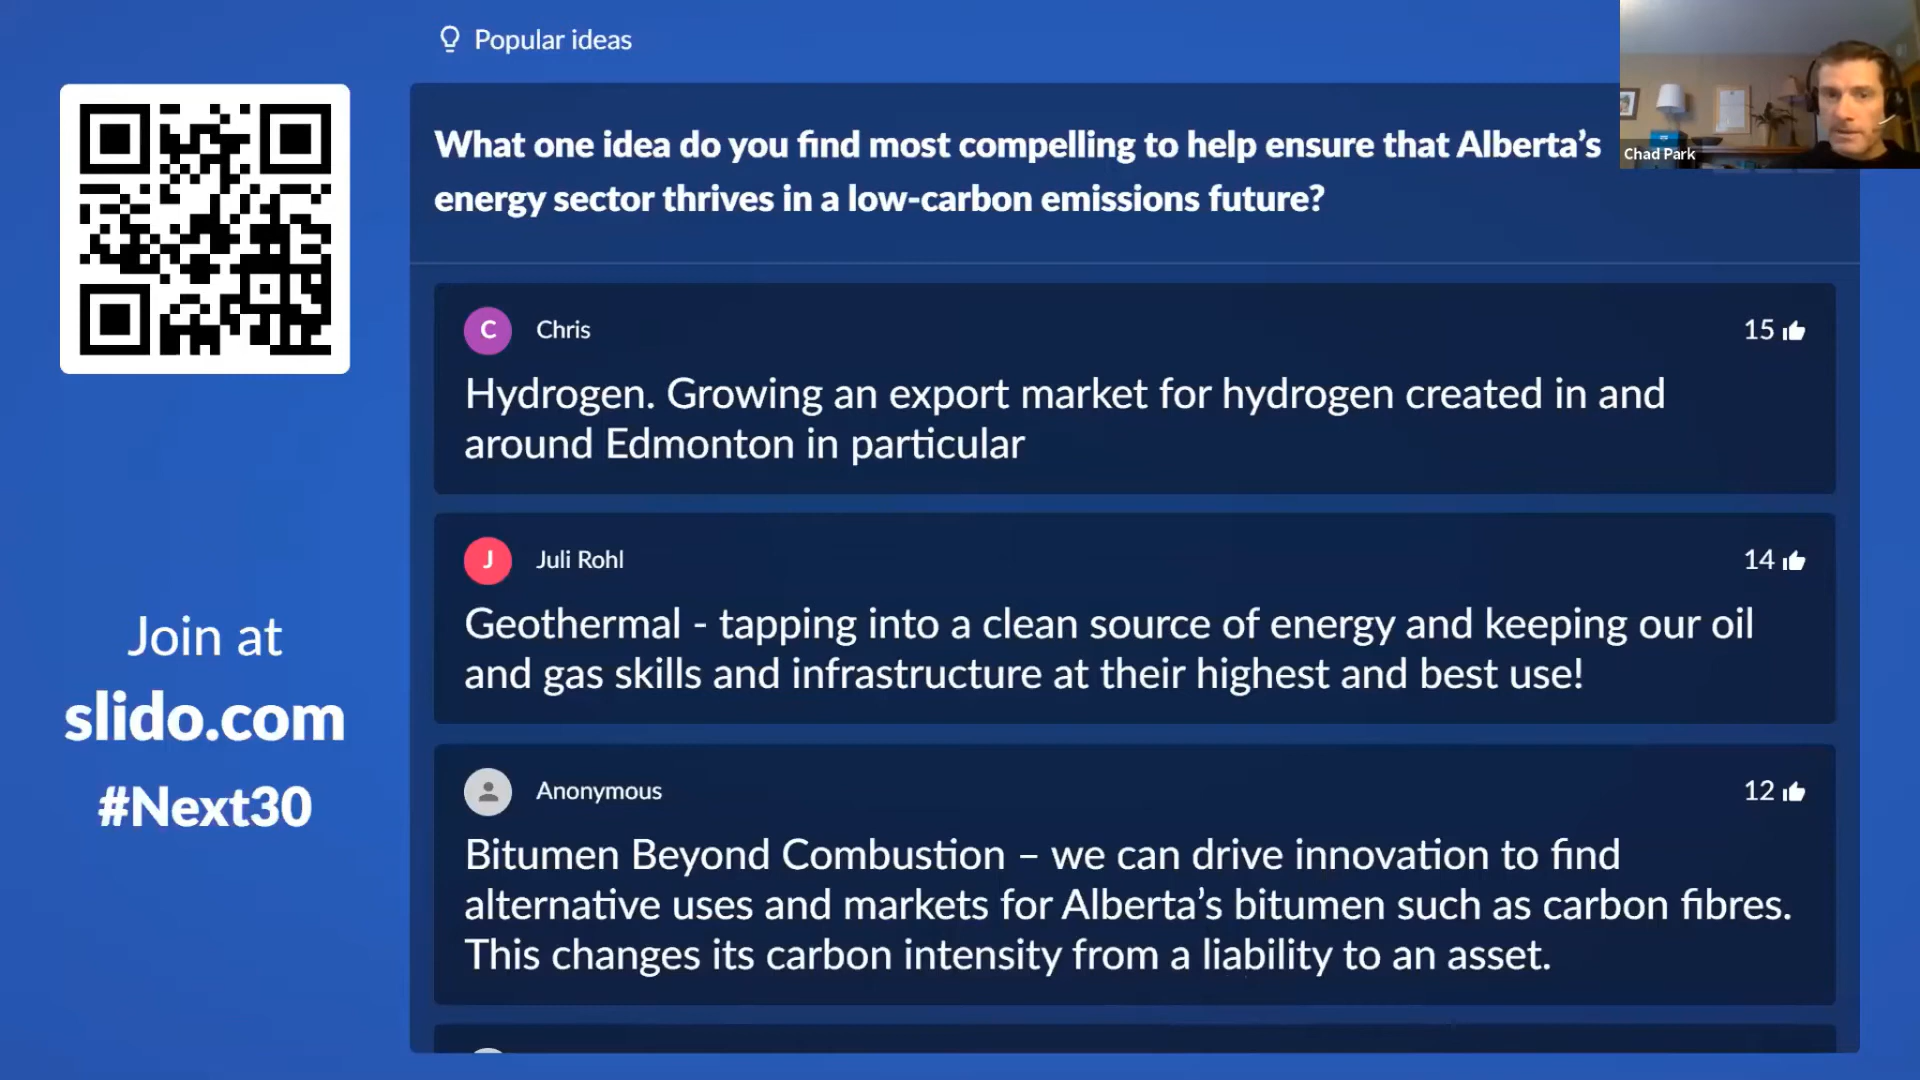 Popular ideas
What one idea do you find most compelling to help ensure that Alberta’s
energy sector thrives in a low-carbon emissions future?
Chad Park
C Chris 15
Hydrogen. Growing an export market for hydrogen created in and
around Edmonton in particular
J Juli Rohl 14
Geothermal - tapping into a clean source of energy and keeping our oil
and gas skills and infrastructure at their highest and best use!
Anonymous 12
Bitumen Beyond Combustion – we can drive innovation to find
alternative uses and markets for Alberta’s bitumen such as carbon fibres.
This changes its carbon intensity from a liability to an asset.
Join at
slido.com
#Next30